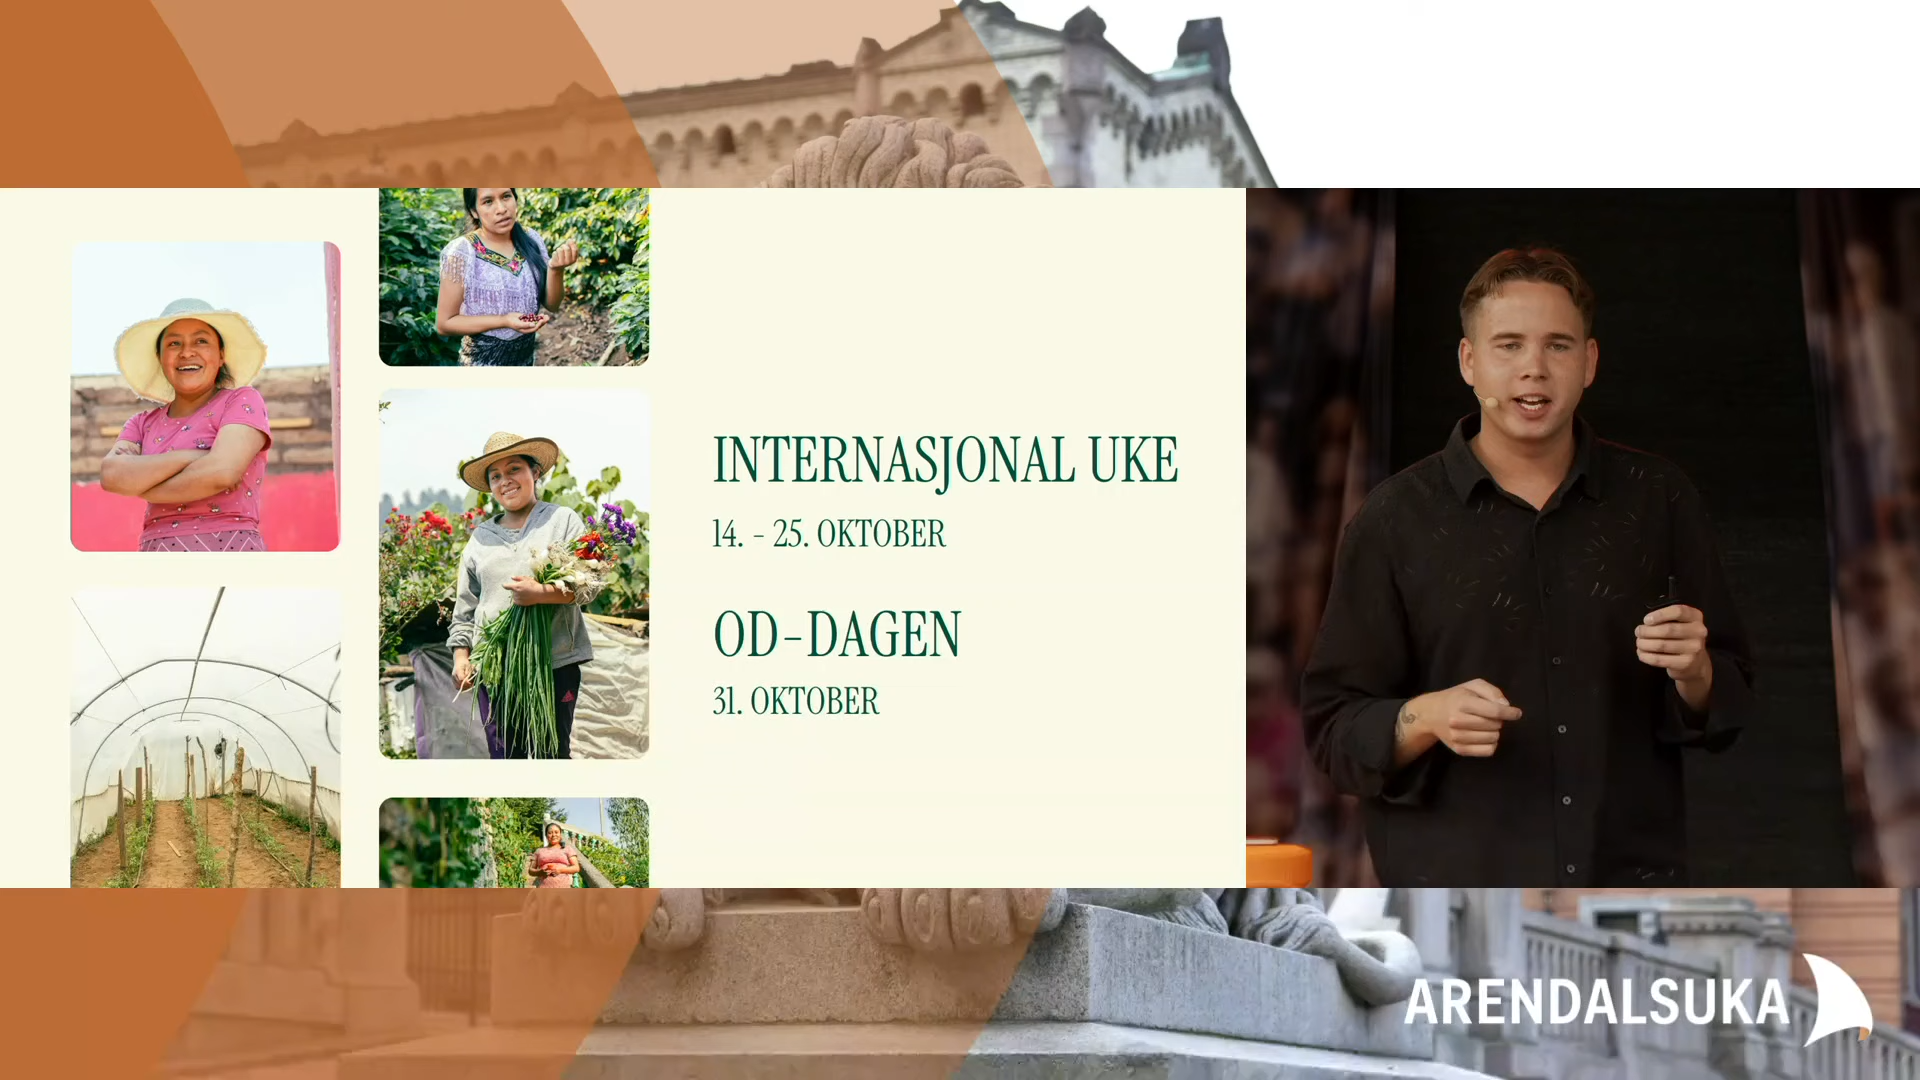 INTERNASJONAL UKE
14. - 25. OKTOBER
OD-DAGEN
31. OKTOBER
ARENDALSUKA